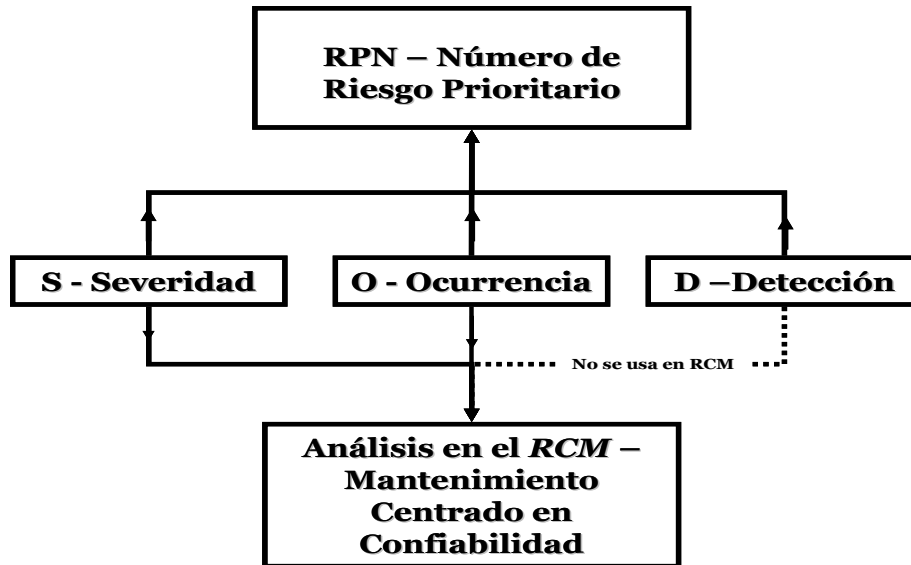 RPN – Número de
Riesgo Prioritario
S - Severidad
O - Ocurrencia
D –Detección
No se usa en RCM
Análisis en el RCM –
Mantenimiento
Centrado en
Confiabilidad